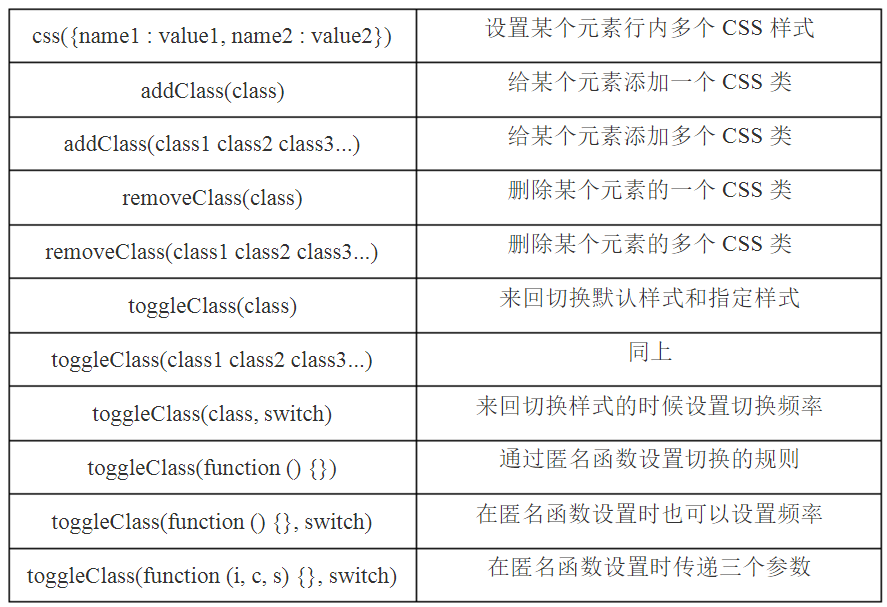 css({name1 : value1, name2 : value2}) 设置某个元素行内多个 CSS 样式
addClass(class) 给某个元素添加一个 CSS 类
addClass(class1 class2 class3...) 给某个元素添加多个 CSS 类
removeClass(class) 删除某个元素的一个 CSS 类
removeClass(class1 class2 class3...) 删除某个元素的多个 CSS 类
toggleClass(class) 来回切换默认样式和指定样式
toggleClass(class1 class2 class3...) 同上
toggleClass(class, switch) 来回切换样式的时候设置切换频率
toggleClass(function () {}) 通过匿名函数设置切换的规则
toggleClass(function () {}, switch) 在匿名函数设置时也可以设置频率
toggleClass(function (i, c, s) {}, switch) 在匿名函数设置时传递三个参数